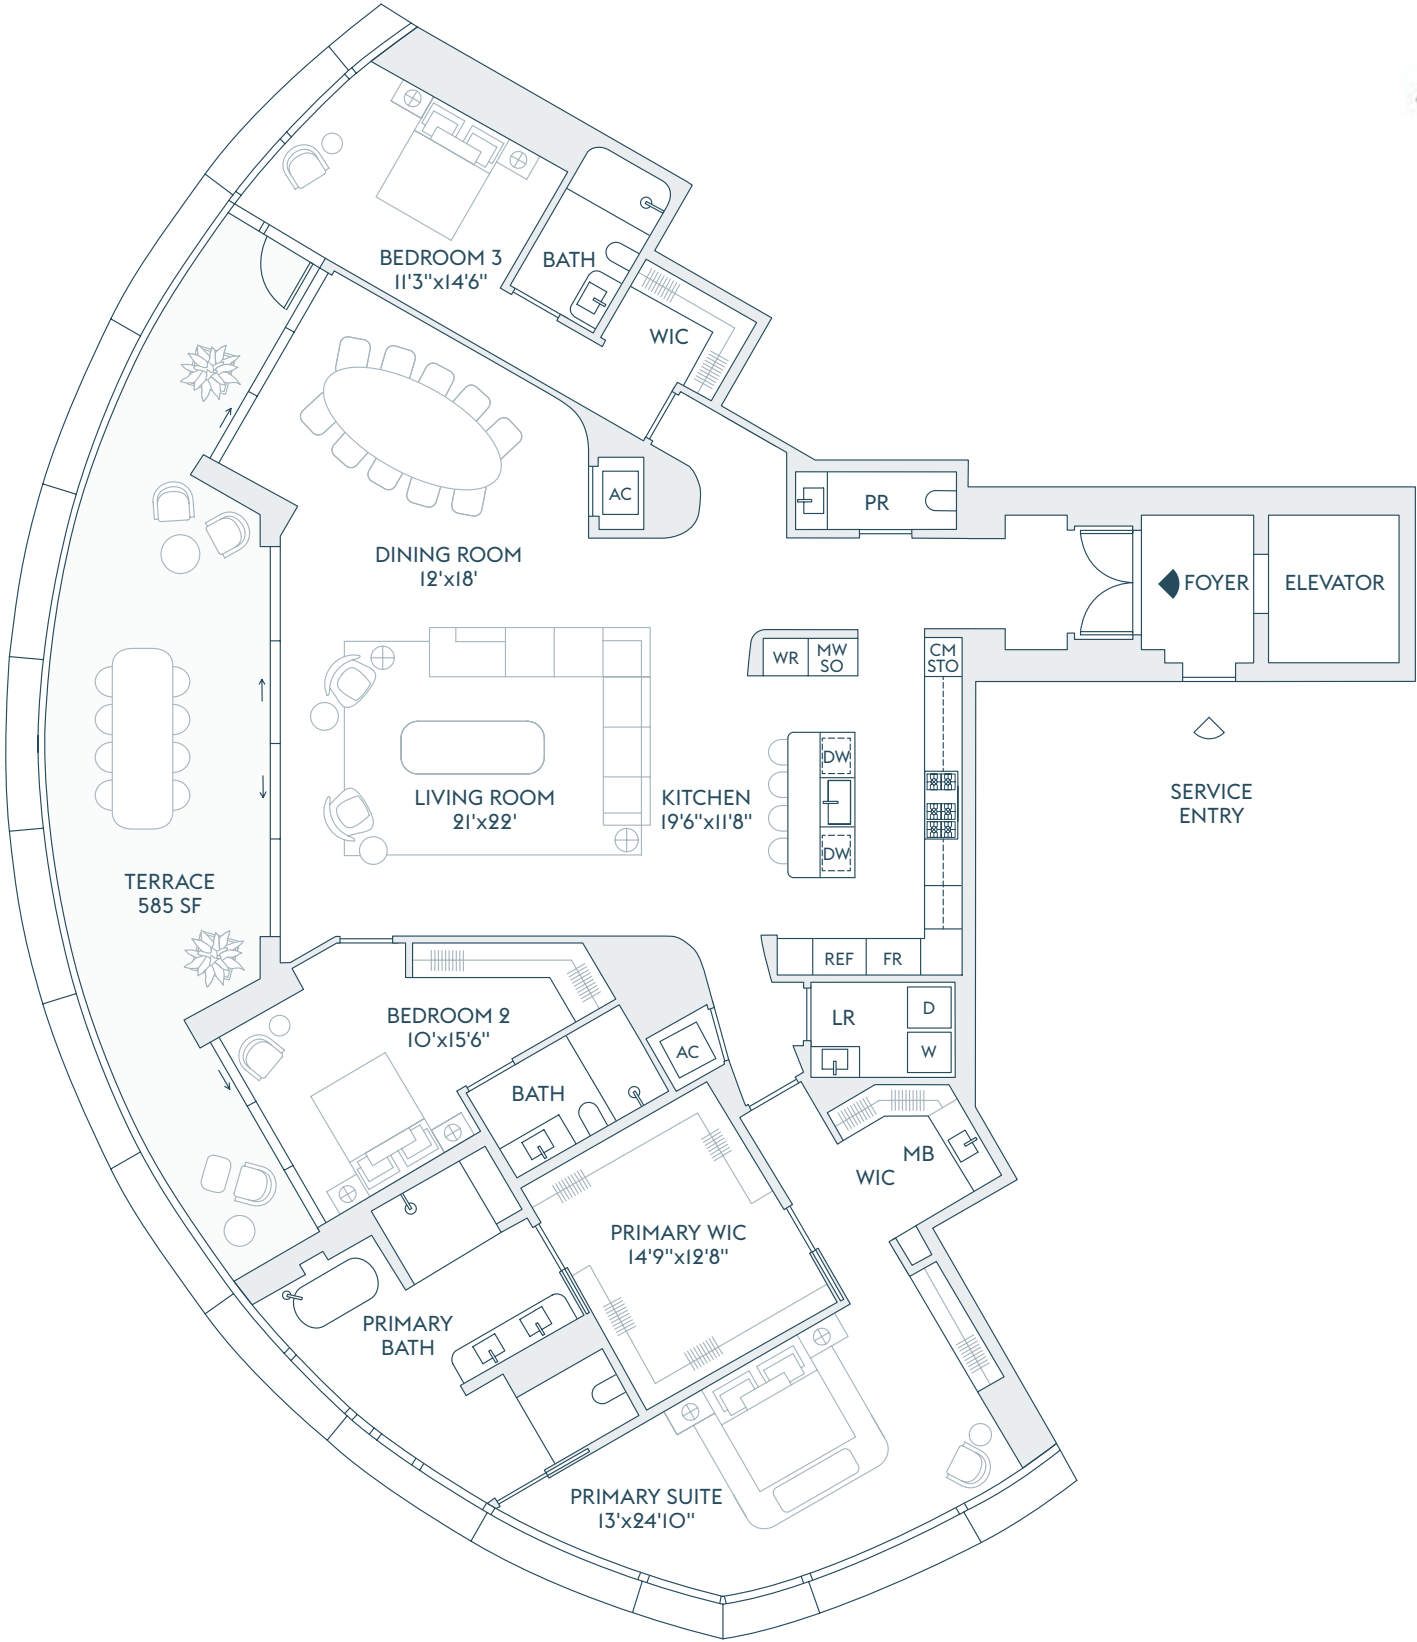 BEDROOM 3
11'3"x14'6"
BATH
WIC
AC
PR
DINING ROOM
12'x18'
FOYER
ELEVATOR
WR
MW
SO
CM
STO
DW
LIVING ROOM
21'x22'
KITCHEN
19'6"x11'8"
DW
SERVICE
ENTRY
TERRACE
585 SF
REF
FR
BEDROOM 2
10'x15'6"
LR
D
W
AC
BATH
MB
WIC
PRIMARY WIC
14'9"x12'8"
PRIMARY
BATH
PRIMARY SUITE
13'x24'10"